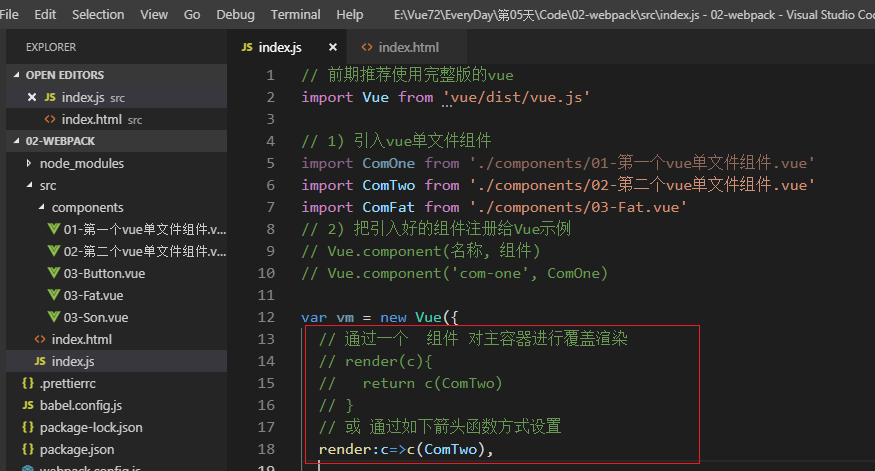 File Edit Selection View Go Debug Terminal Help E:\Vue72\EveryDay\第05天\Code\02-webpack\src\index.js - 02-webpack - Visual Studio Code
EXPLORER
OPEN EDITORS
index.js src
index.html src
02-WEBPACK
node_modules
src
components
01-第一个vue单文件组件.v...
02-第二个vue单文件组件.v...
03-Button.vue
03-Fat.vue
03-Son.vue
index.html
index.js
.prettierrc
babel.config.js
package-lock.json
package.json
webpack.config.js
index.js index.html
1 // 前期推荐使用完整版的vue
2 import Vue from 'vue/dist/vue.js'
3
4 // 1) 引入vue单文件组件
5 import ComOne from './components/01-第一个vue单文件组件.vue'
6 import ComTwo from './components/02-第二个vue单文件组件.vue'
7 import ComFat from './components/03-Fat.vue'
8 // 2) 把引入好的组件注册给Vue示例
9 // Vue.component(名称, 组件)
10 // Vue.component('com-one', ComOne)
11
12 var vm = new Vue({
13 // 通过一个 组件 对主容器进行覆盖渲染
14 // render(c){
15 // return c(ComTwo)
16 // }
17 // 或 通过如下箭头函数方式设置
18 render:c=>c(ComTwo),
19